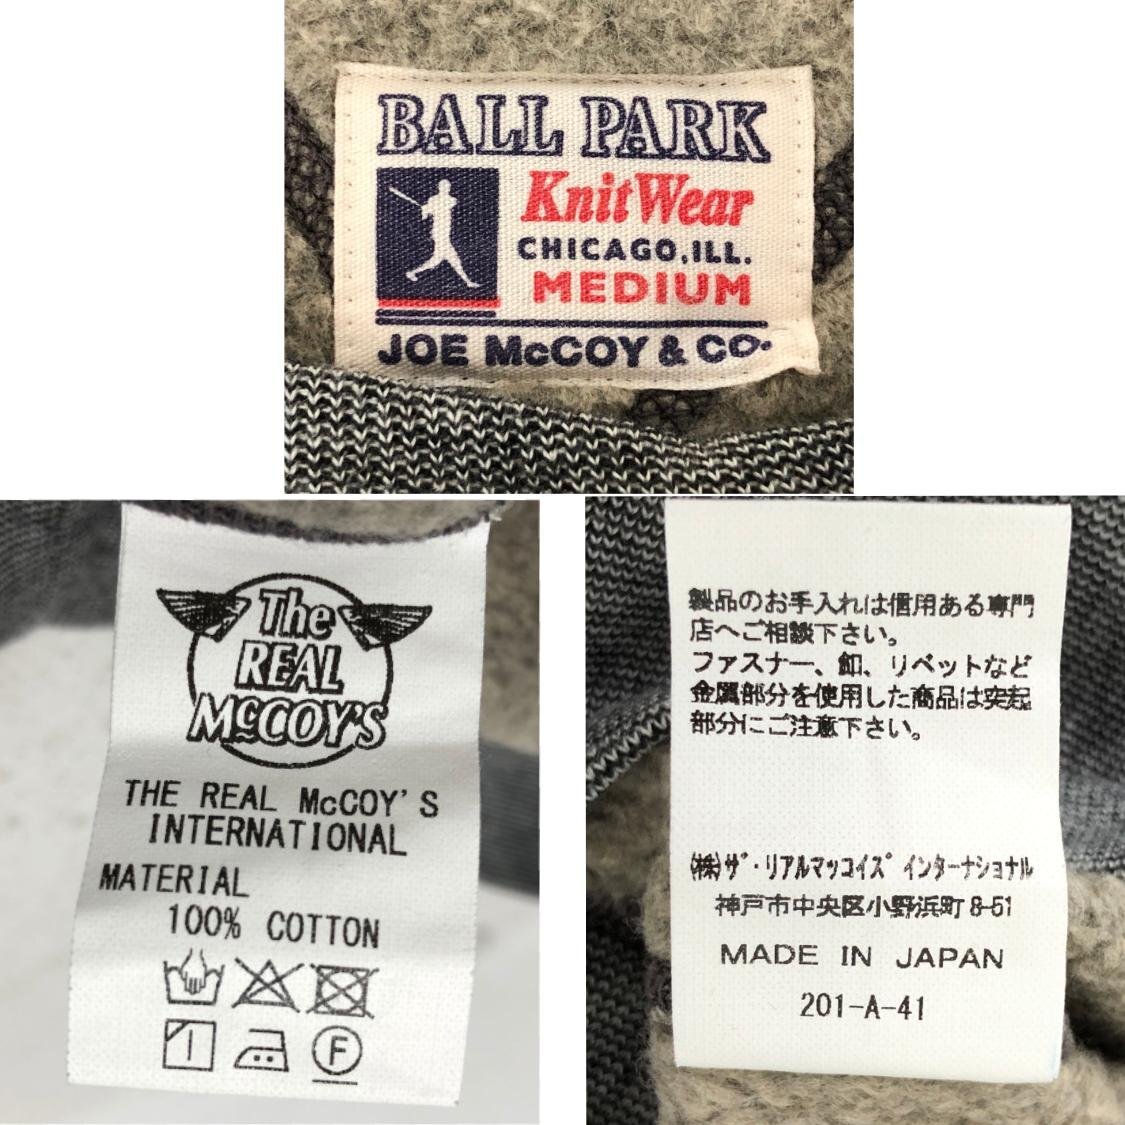 BALL PARK
KnitWear
CHICAGO, ILL.
MEDIUM
JOE McCOY & CO.
The
REAL
McCOY'S
THE REAL McCOY'S
INTERNATIONAL
MATERIAL
100% COTTON
F
製品のお手入れは信用ある専門
店へご相談下さい。
ファスナー、釦、リベットなど
金属部分を使用した商品は突起
部分にご注意下さい。
㈱ザ・リアルマッコイズ インターナショナル
神戸市中央区小野浜町 8-51
MADE IN JAPAN
201-A-41